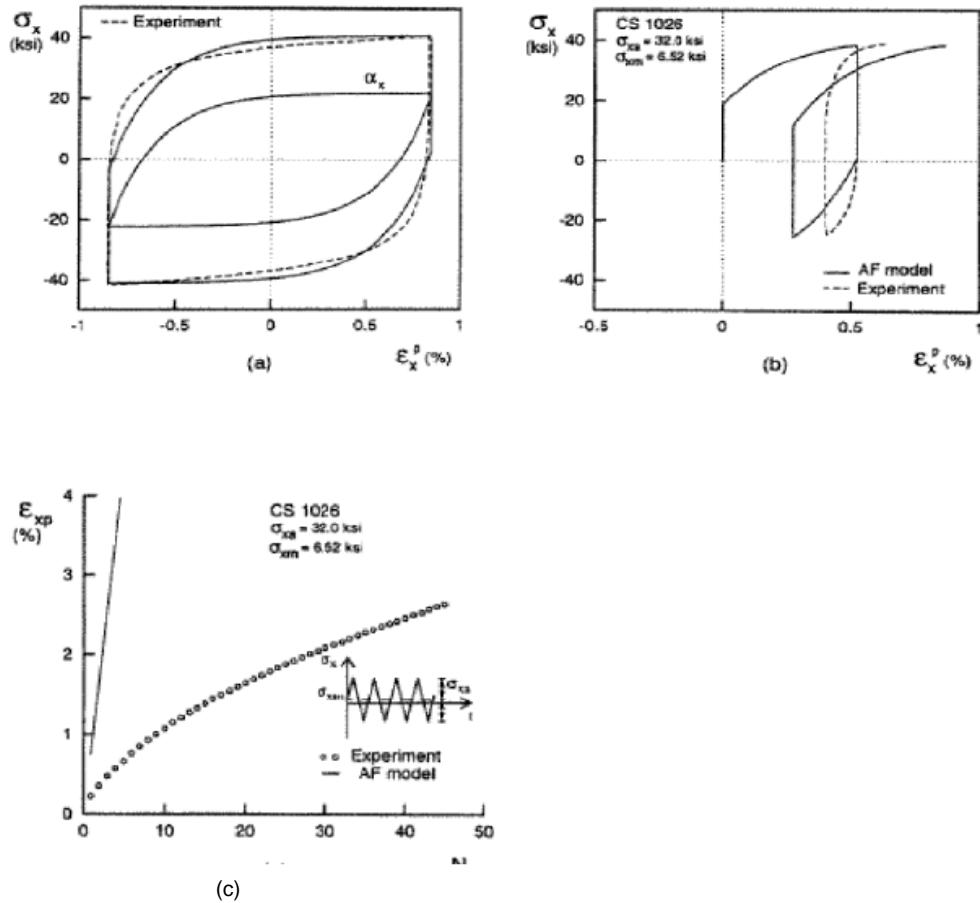 σx (ksi)
--- Experiment
αx
40
20
0
-20
-40
-1
-0.5
0
0.5
1
(a)
εx^p (%)
σx (ksi)
CS 1026
σxa = 32.0 ksi
σxm = 6.52 ksi
40
20
0
-20
-40
— AF model
--- Experiment
-0.5
0
0.5
1
(b)
εx^p (%)
εxp (%)
CS 1026
σxa = 32.0 ksi
σxm = 6.52 ksi
4
3
2
1
0
σx
σxm
σxa
t
o o Experiment
— AF model
0
10
20
30
40
50
N
(c)